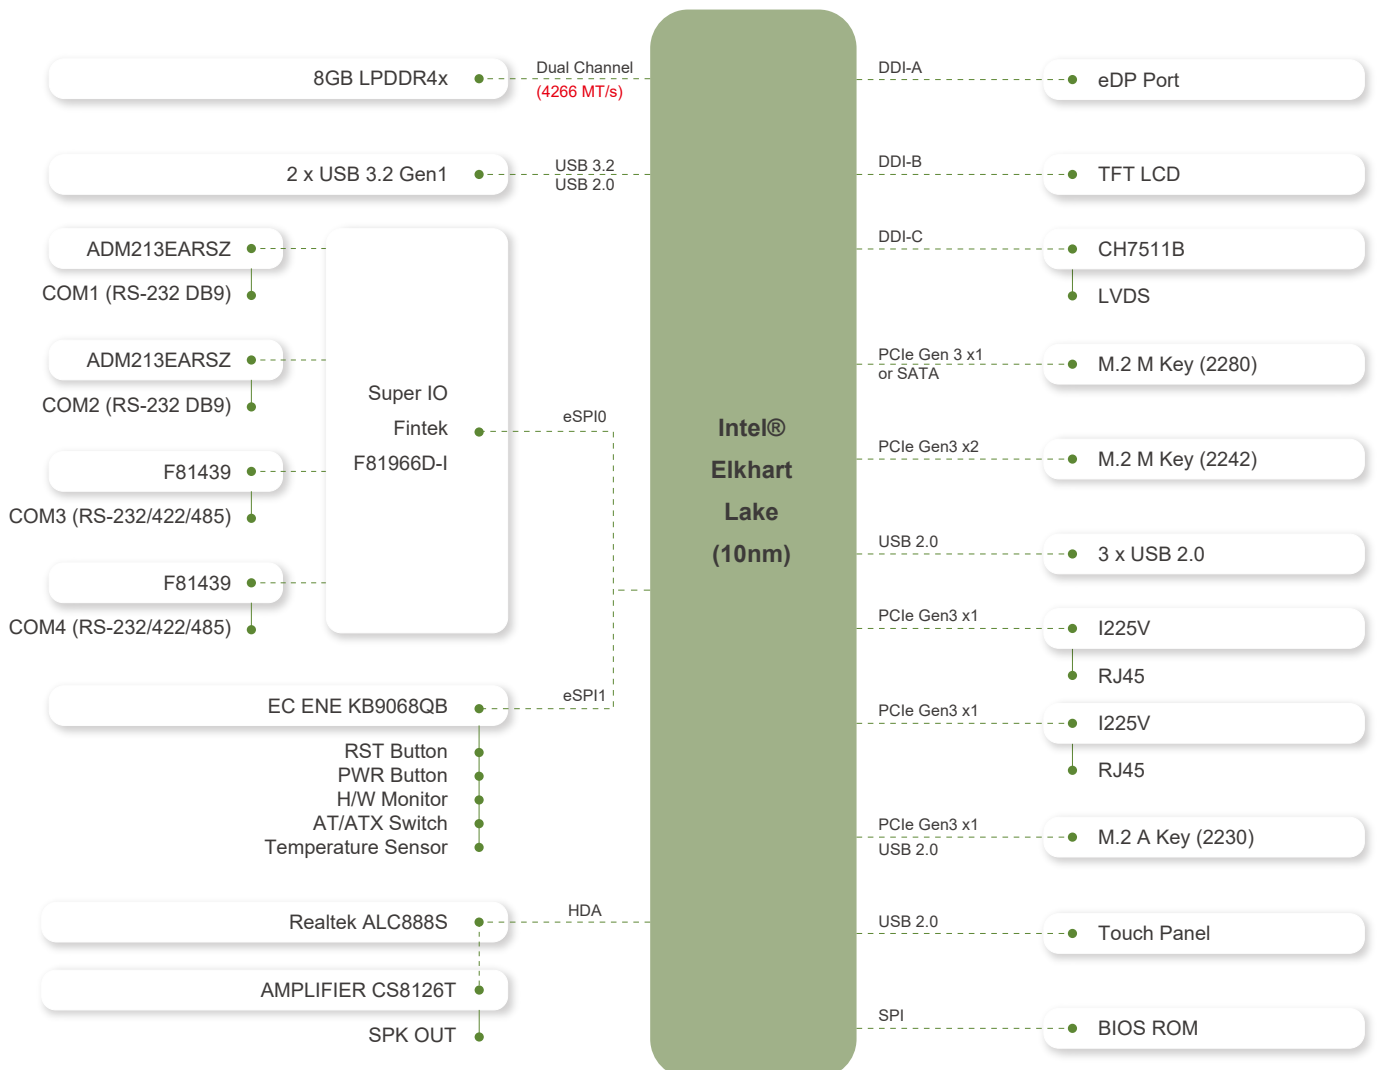 8GB LPDDR4x
Dual Channel
(4266 MT/s)
2 x USB 3.2 Gen1
USB 3.2
USB 2.0
ADM213EARSZ
COM1 (RS-232 DB9)
ADM213EARSZ
COM2 (RS-232 DB9)
F81439
COM3 (RS-232/422/485)
F81439
COM4 (RS-232/422/485)
Super IO
Fintek
F81966D-I
eSPI0
EC ENE KB9068QB
eSPI1
RST Button
PWR Button
H/W Monitor
AT/ATX Switch
Temperature Sensor
Realtek ALC888S
HDA
AMPLIFIER CS8126T
SPK OUT
Intel®
Elkhart
Lake
(10nm)
DDI-A
eDP Port
DDI-B
TFT LCD
DDI-C
CH7511B
LVDS
PCIe Gen 3 x1
or SATA
M.2 M Key (2280)
PCIe Gen3 x2
M.2 M Key (2242)
USB 2.0
3 x USB 2.0
PCIe Gen3 x1
I225V
RJ45
PCIe Gen3 x1
I225V
RJ45
PCIe Gen3 x1
USB 2.0
M.2 A Key (2230)
USB 2.0
Touch Panel
SPI
BIOS ROM